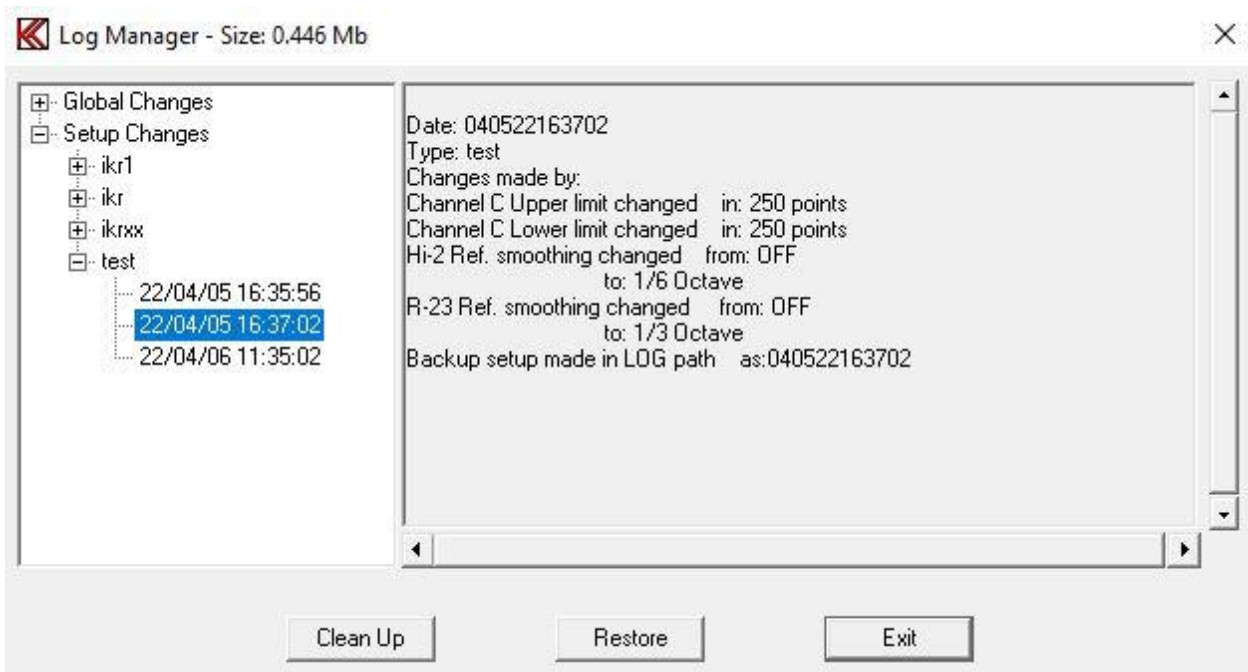 Log Manager - Size: 0.446 Mb
Global Changes
Setup Changes
ikr1
ikr
ikrxx
test
22/04/05 16:35:56
22/04/05 16:37:02
22/04/06 11:35:02
Date: 040522163702
Type: test
Changes made by:
Channel C Upper limit changed in: 250 points
Channel C Lower limit changed in: 250 points
Hi-2 Ref. smoothing changed from: OFF
to: 1/6 Octave
R-23 Ref. smoothing changed from: OFF
to: 1/3 Octave
Backup setup made in LOG path as:040522163702
Clean Up
Restore
Exit